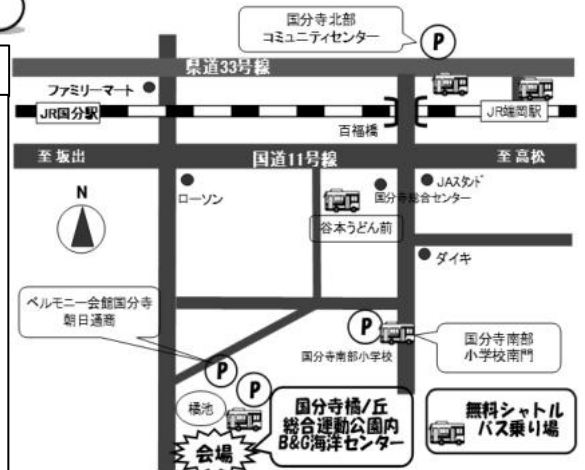 国分寺北部
コミュニティセンター
P
県道33号線
ファミリーマート
JR国分駅
JR端岡駅
百福橋
至 坂出
国道11号線
至 高松
N
ローソン
国分寺総合センター
JAスタンド
谷本うどん前
ダイキ
ベルモニー会館国分寺
朝日通商
P
国分寺南部小学校
国分寺南部
小学校南門
P
P
橘池
会場
国分寺橘ノ丘
総合運動公園内
B&G海洋センター
無料シャトル
バス乗り場